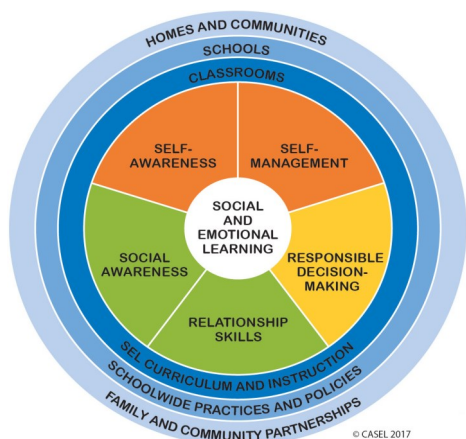 HOMES AND COMMUNITIES
SCHOOLS
CLASSROOMS
SELF-
AWARENESS
SELF-
MANAGEMENT
SOCIAL
AND
EMOTIONAL
LEARNING
SOCIAL
AWARENESS
RESPONSIBLE
DECISION-
MAKING
RELATIONSHIP
SKILLS
SEL CURRICULUM AND INSTRUCTION
SCHOOLWIDE PRACTICES AND POLICIES
FAMILY AND COMMUNITY PARTNERSHIPS
© CASEL 2017